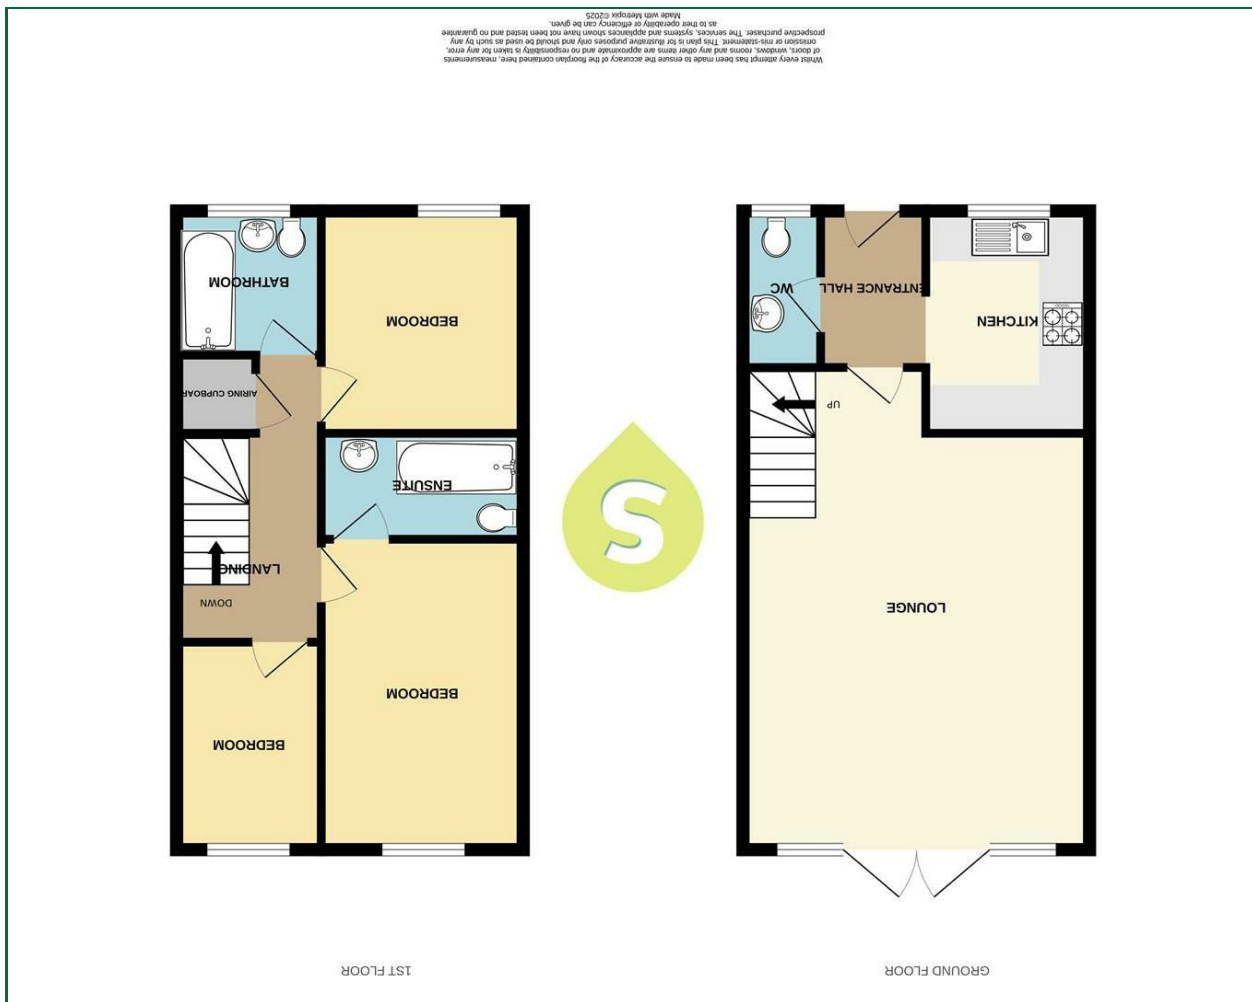 GROUND FLOOR
LOUNGE
UP
KITCHEN
ENTRANCE HALL
WC
1ST FLOOR
BEDROOM
BEDROOM
DOWN
LANDING
ENSUITE
AIRING CUPBOAR
BEDROOM
BATHROOM
S
Whilst every attempt has been made to ensure the accuracy of the floorplan contained here, measurements
of doors, windows, rooms and any other items are approximate and no responsibility is taken for any error,
omission or mis-statement. This plan is for illustrative purposes only and should be used as such by any
prospective purchaser. The services, systems and appliances shown have not been tested and no guarantee
as to their operability or efficiency can be given.
Made with Metropix ©2025